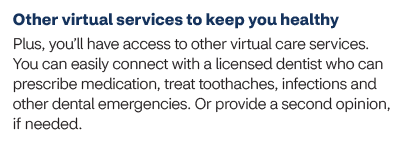 Other virtual services to keep you healthy
Plus, you'll have access to other virtual care services.
You can easily connect with a licensed dentist who can
prescribe medication, treat toothaches, infections and
other dental emergencies. Or provide a second opinion,
if needed.